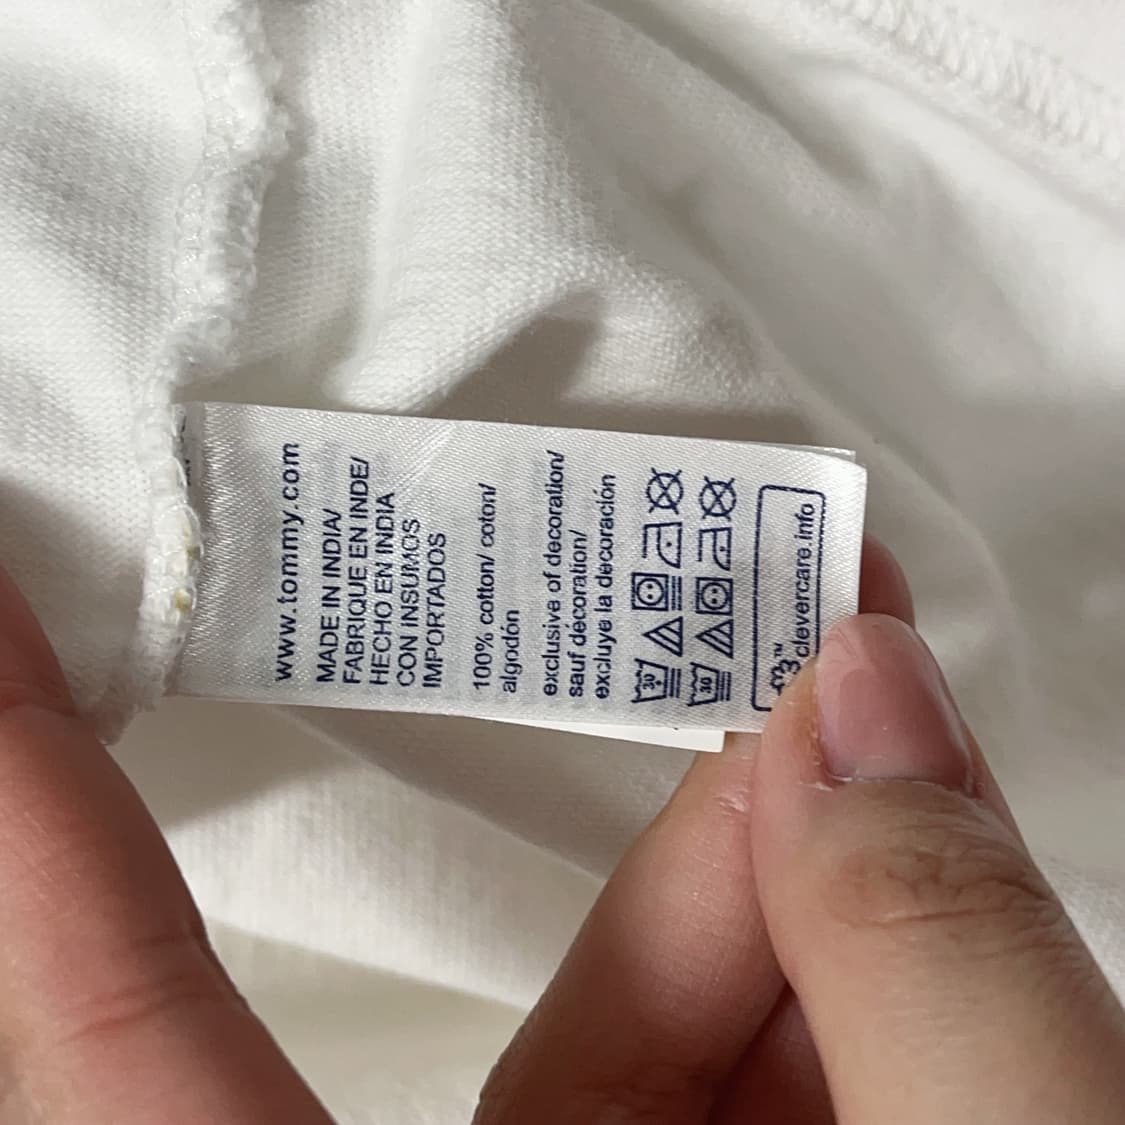 www.tommy.com
MADE IN INDIA/
FABRIQUE EN INDE/
HECHO EN INDIA
CON INSUMOS
IMPORTADOS
100% cotton/ coton/
algodón
exclusive of decoration/
sauf décoration/
excluye la decoración
30
30
clevercare.info